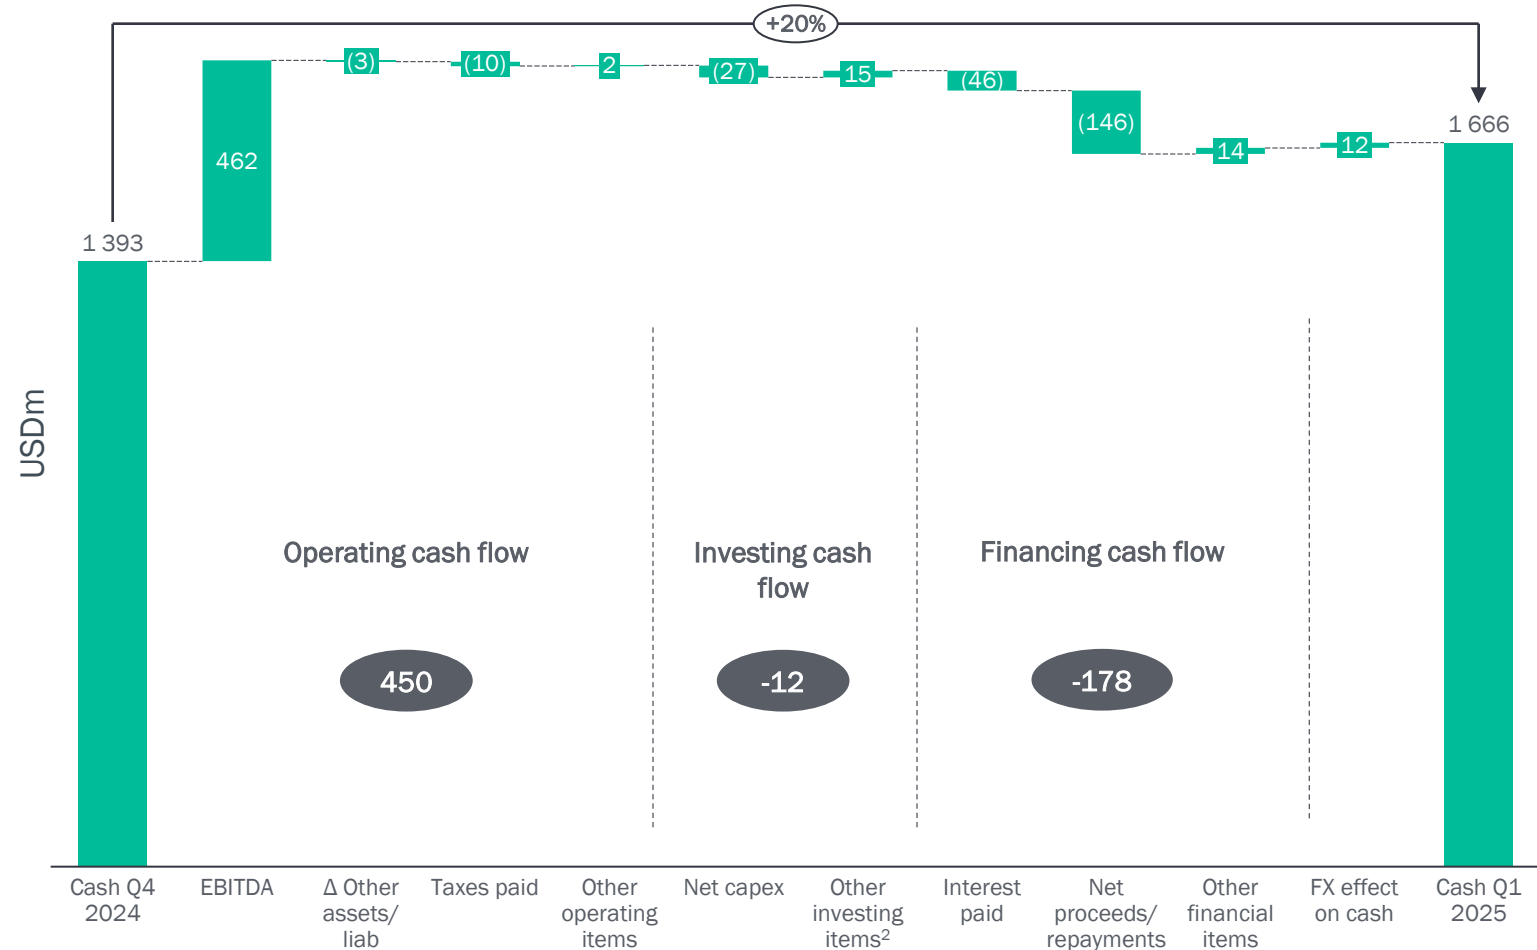 +20%
(3)
(10)
2
(27)
15
(46)
462
(146)
14
12
1 666
1 393
USDm
Operating cash flow
Investing cash
flow
Financing cash flow
450
-12
-178
Cash Q4
2024
EBITDA
Δ Other
assets/
liab
Taxes paid
Other
operating
items
Net capex
Other
investing
items²
Interest
paid
Net
proceeds/
repayments
Other
financial
items
FX effect
on cash
Cash Q1
2025